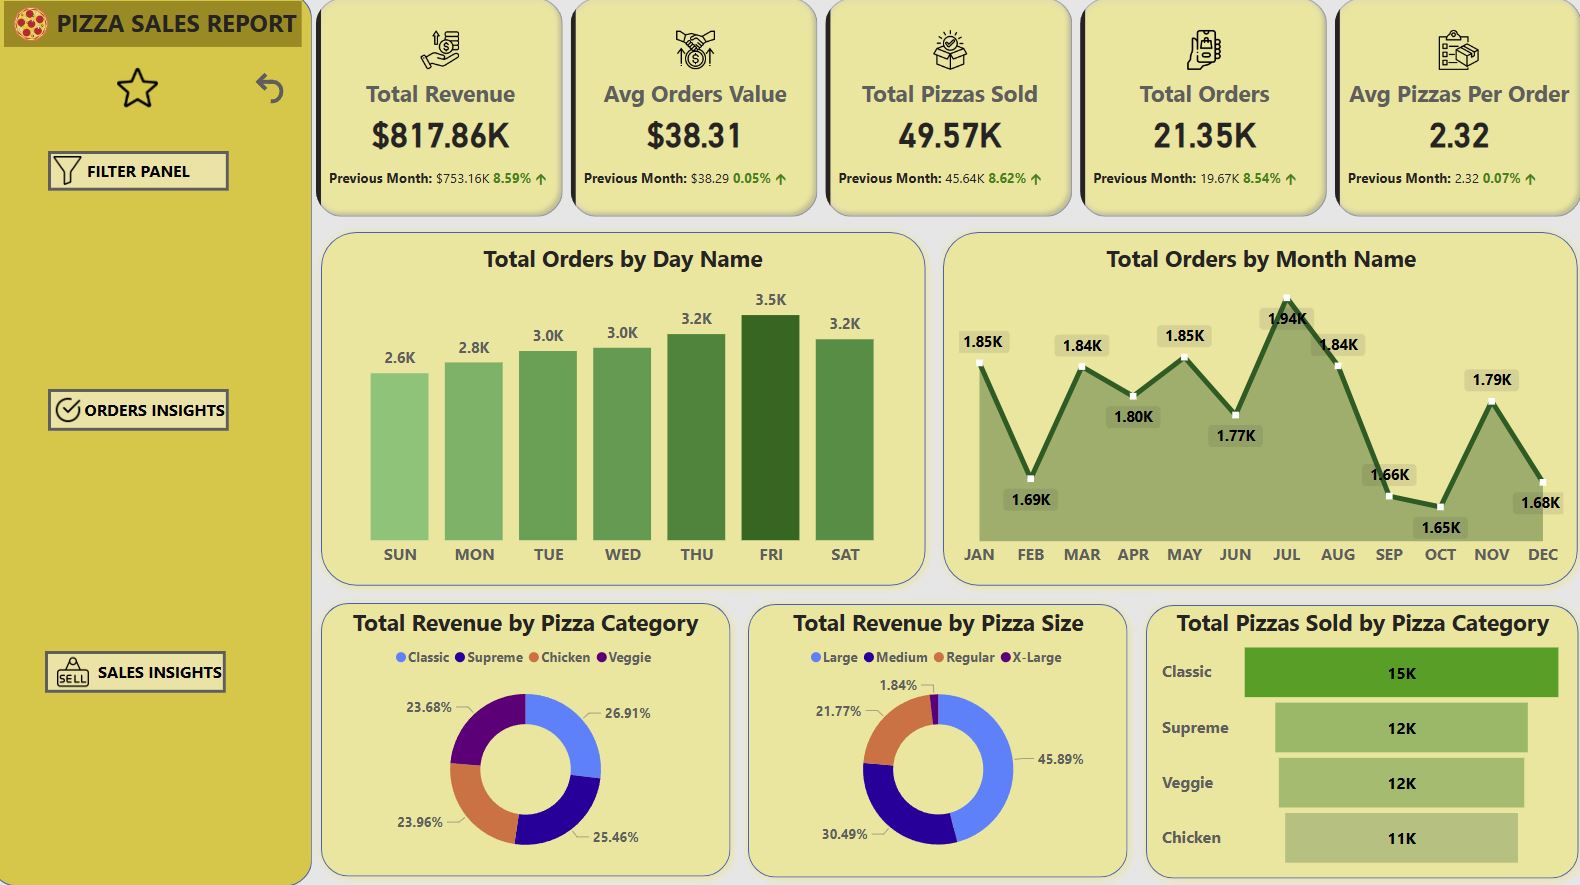 PIZZA SALES REPORT
FILTER PANEL
ORDERS INSIGHTS
SELL
SALES INSIGHTS
Total Revenue
$817.86K
Previous Month: $753.16K 8.59% ↑
Avg Orders Value
$38.31
Previous Month: $38.29 0.05% ↑
Total Pizzas Sold
49.57K
Previous Month: 45.64K 8.62% ↑
Total Orders
21.35K
Previous Month: 19.67K 8.54% ↑
Avg Pizzas Per Order
2.32
Previous Month: 2.32 0.07% ↑
Total Orders by Day Name
2.6K 2.8K 3.0K 3.0K 3.2K 3.5K 3.2K
SUN MON TUE WED THU FRI SAT
Total Orders by Month Name
1.85K 1.69K 1.84K 1.80K 1.85K 1.77K 1.94K 1.84K 1.66K 1.65K 1.79K 1.68K
JAN FEB MAR APR MAY JUN JUL AUG SEP OCT NOV DEC
Total Revenue by Pizza Category
Classic Supreme Chicken Veggie
23.68%
26.91%
23.96%
25.46%
Total Revenue by Pizza Size
Large Medium Regular X-Large
1.84%
21.77%
45.89%
30.49%
Total Pizzas Sold by Pizza Category
Classic 15K
Supreme 12K
Veggie 12K
Chicken 11K